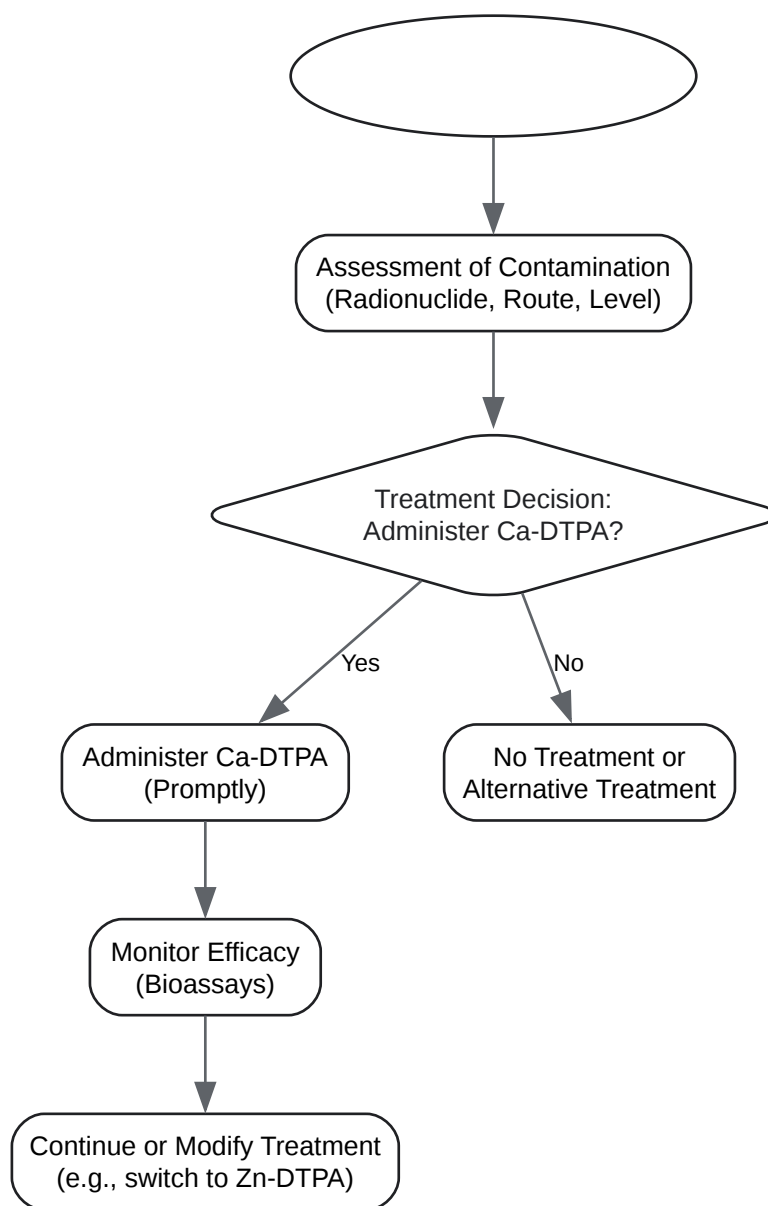 Assessment of Contamination
(Radionuclide, Route, Level)
Treatment Decision:
Administer Ca-DTPA?
Yes
No
Administer Ca-DTPA
(Promptly)
No Treatment or
Alternative Treatment
Monitor Efficacy
(Bioassays)
Continue or Modify Treatment
(e.g., switch to Zn-DTPA)